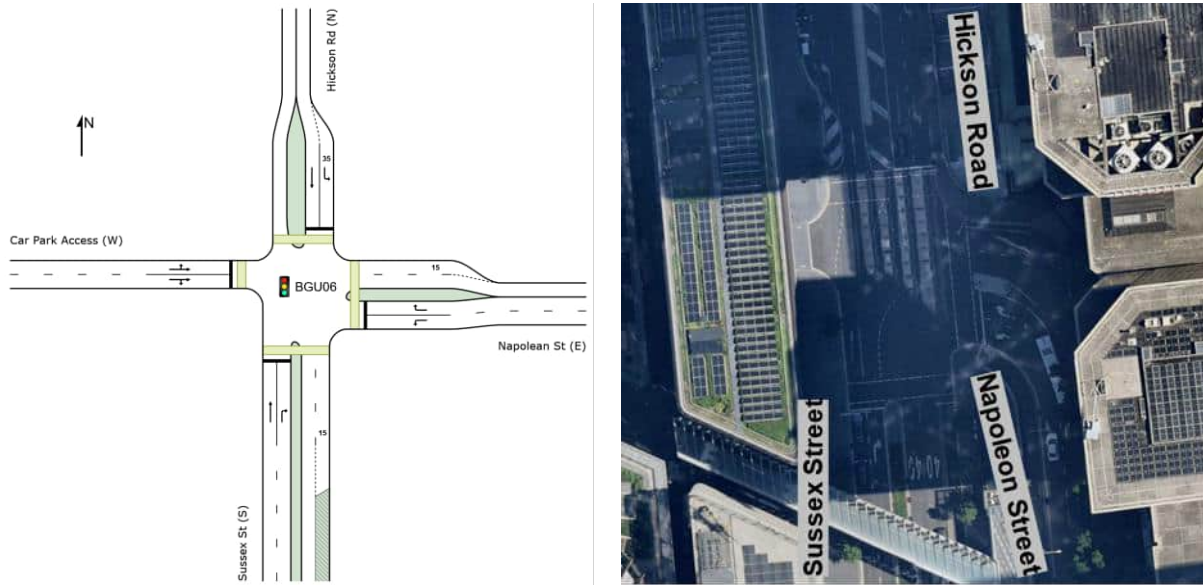 Hickson Rd (N)
N
35
Car Park Access (W)
15
BGU06
Napolean St (E)
15
Sussex St (S)
Hickson Road
Napoleon Street
Sussex Street
40